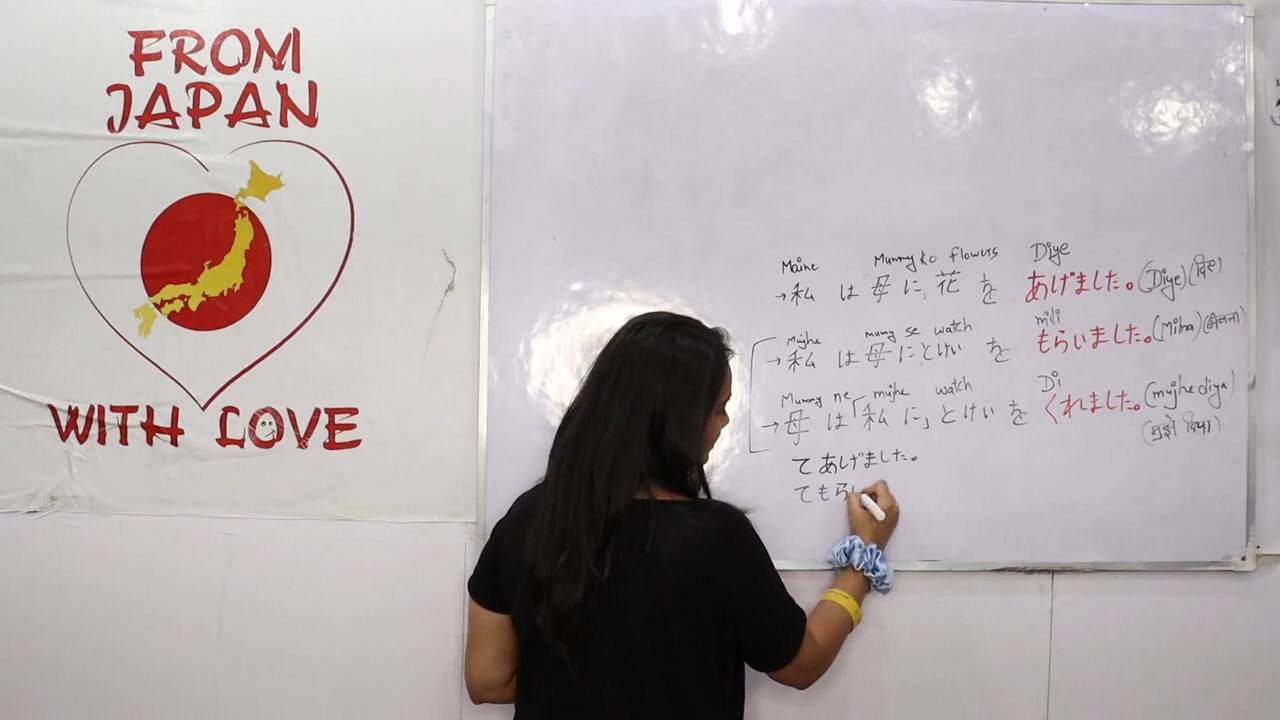 FROM
JAPAN
WITH LOVE
Maine Mummy ko flowers Diye
→私 は 母 に, 花 を あげました。(Diye) (दिए)
Mujhe mumy se watch mili
→私 は 母 に とけい を もらいました。(Milna) (मिलना)
Mummy ne mujhe watch Di
→母 は「私 に」とけい を くれました。(mujhe diya)
(मुझे दिया)
て あげました。
て もら